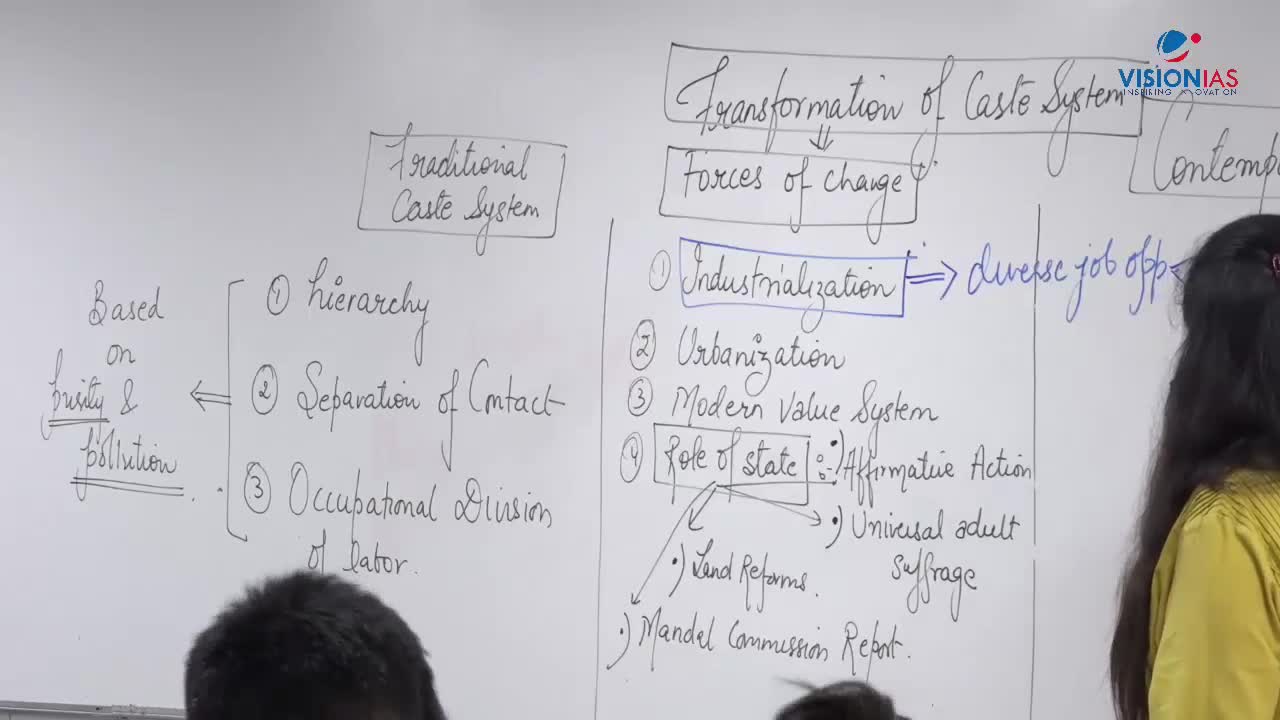 VISIONIAS
INSPIRING INNOVATION
Transformation of Caste System
Contemp
Forces of change
Traditional
Caste System
Based
on
purity &
pollution
① hierarchy
② Separation of Contact
③ Occupational Division
of labor.
① Industrialization ⇒ diverse job opp
② Urbanization
③ Modern Value System
④ Role of state :- •) Affirmative Action
•) Universal adult
suffrage
•) Land Reforms.
•) Mandal Commission Report.